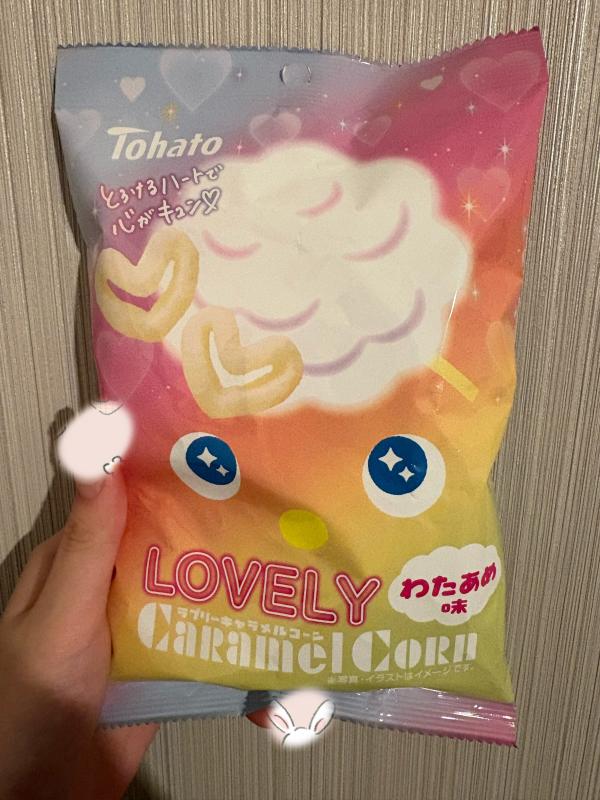 Tohato
とろけるハートで
心がキュン♡
LOVELY
わたあめ
味
ラブリーキャラメルコーン
Caramel Corn
※写真・イラストはイメージです。